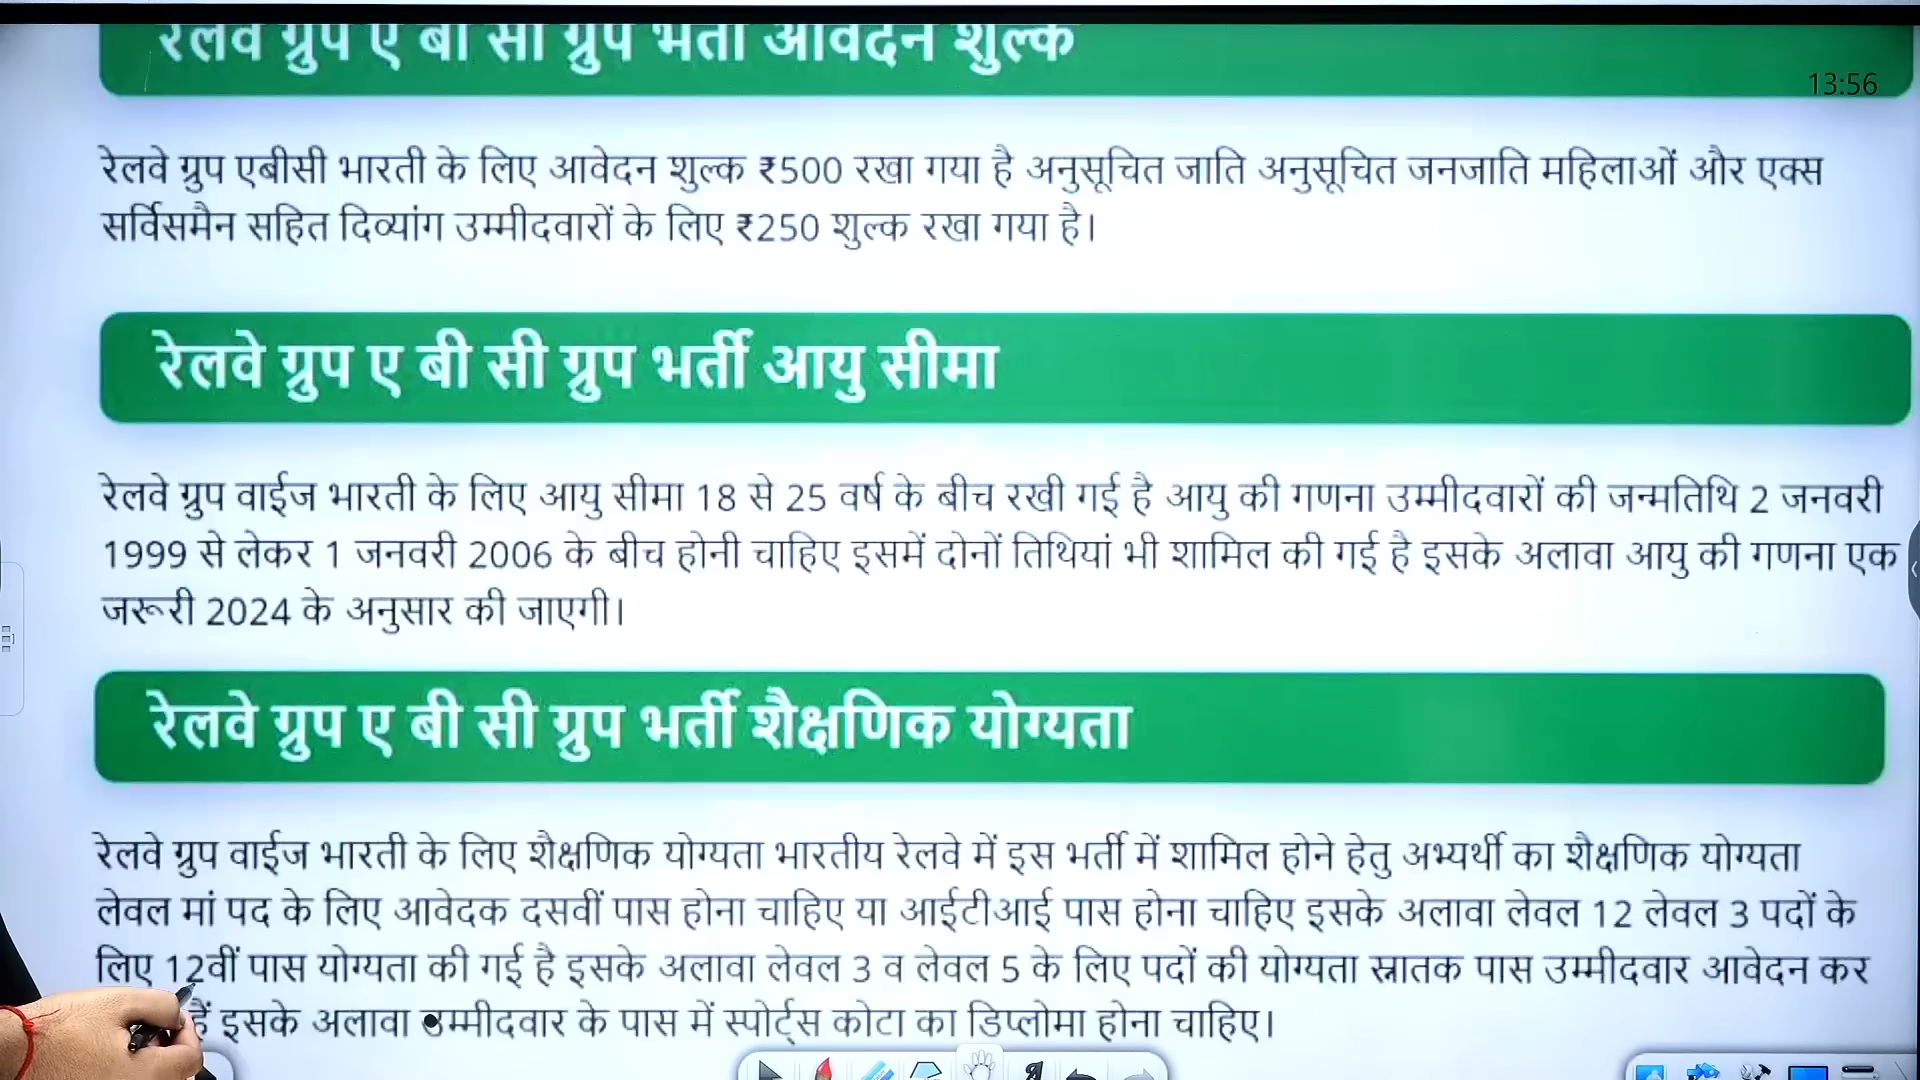 रेलवे ग्रुप ए बी सी ग्रुप भर्ती आवेदन शुल्क
13:56
रेलवे ग्रुप एबीसी भारती के लिए आवेदन शुल्क ₹500 रखा गया है अनुसूचित जाति अनुसूचित जनजाति महिलाओं और एक्स
सर्विसमैन सहित दिव्यांग उम्मीदवारों के लिए ₹250 शुल्क रखा गया है।
रेलवे ग्रुप ए बी सी ग्रुप भर्ती आयु सीमा
रेलवे ग्रुप वाईज भारती के लिए आयु सीमा 18 से 25 वर्ष के बीच रखी गई है आयु की गणना उम्मीदवारों की जन्मतिथि 2 जनवरी
1999 से लेकर 1 जनवरी 2006 के बीच होनी चाहिए इसमें दोनों तिथियां भी शामिल की गई है इसके अलावा आयु की गणना एक
जरूरी 2024 के अनुसार की जाएगी।
रेलवे ग्रुप ए बी सी ग्रुप भर्ती शैक्षणिक योग्यता
रेलवे ग्रुप वाईज भारती के लिए शैक्षणिक योग्यता भारतीय रेलवे में इस भर्ती में शामिल होने हेतु अभ्यर्थी का शैक्षणिक योग्यता
लेवल मां पद के लिए आवेदक दसवीं पास होना चाहिए या आईटीआई पास होना चाहिए इसके अलावा लेवल 12 लेवल 3 पदों के
लिए 12वीं पास योग्यता की गई है इसके अलावा लेवल 3 व लेवल 5 के लिए पदों की योग्यता स्नातक पास उम्मीदवार आवेदन कर
हैं इसके अलावा उम्मीदवार के पास में स्पोर्ट्स कोटा का डिप्लोमा होना चाहिए।